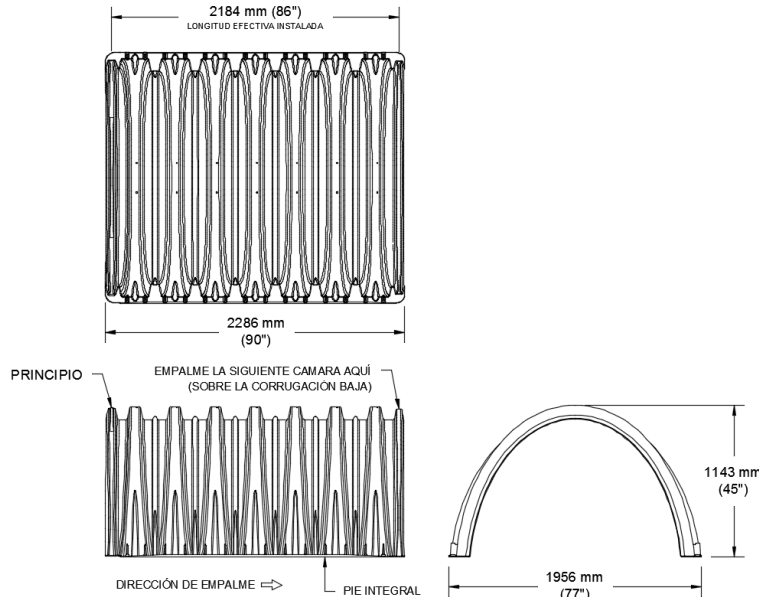 2184 mm (86")
LONGITUD EFECTIVA INSTALADA
2286 mm
(90")
PRINCIPIO
EMPALME LA SIGUIENTE CAMARA AQUÍ
(SOBRE LA CORRUGACIÓN BAJA)
1143 mm
(45")
DIRECCIÓN DE EMPALME
PIE INTEGRAL
1956 mm
(77")